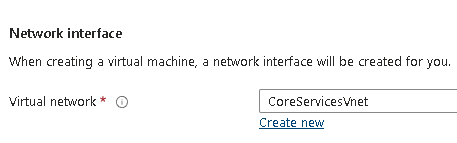 Network interface
When creating a virtual machine, a network interface will be created for you.
Virtual network *
CoreServicesVnet
Create new